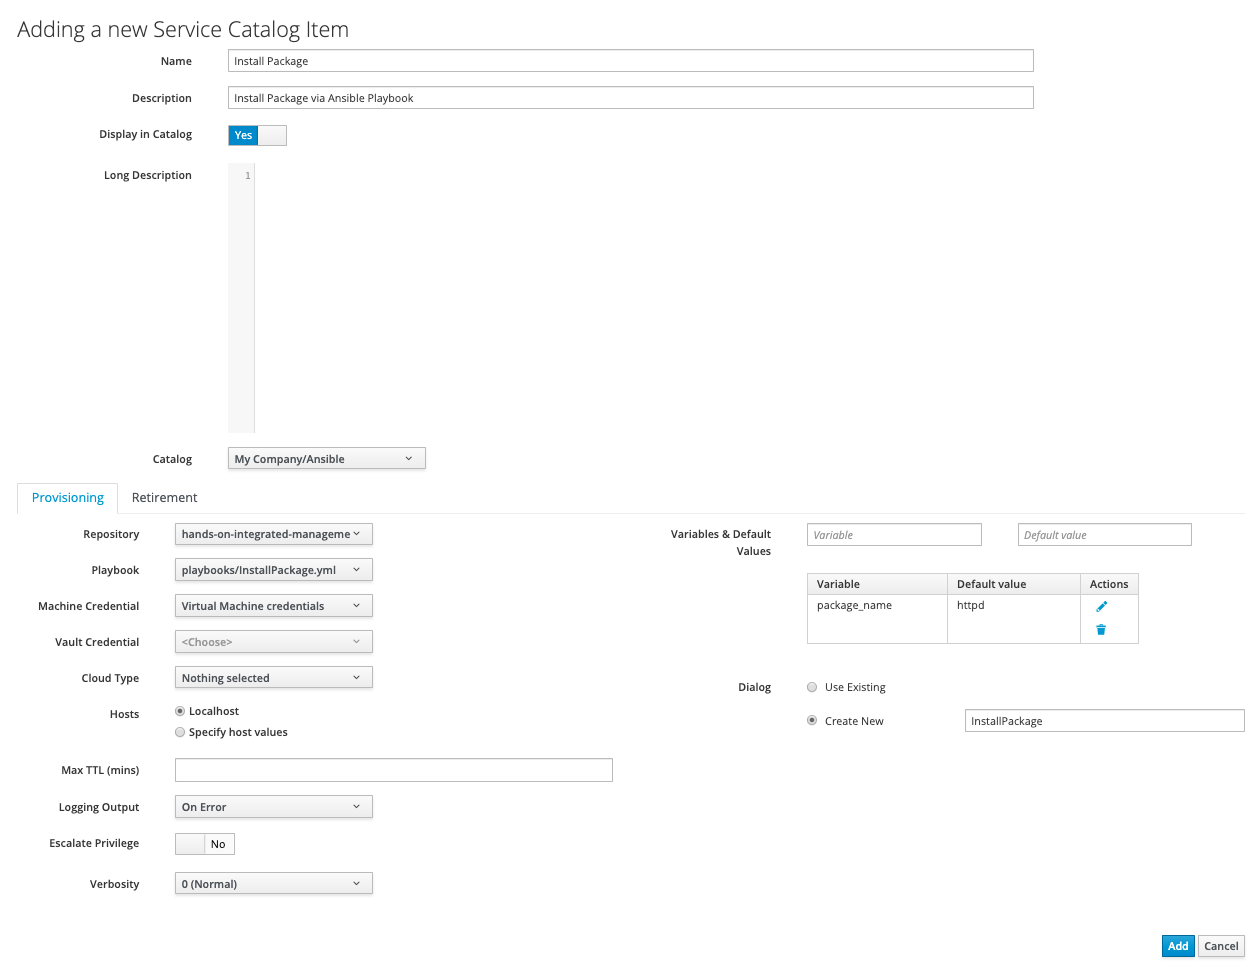 Adding a new Service Catalog Item
Name
Install Package
Description
Install Package via Ansible Playbook
Display in Catalog
Yes
Long Description
1
Catalog
My Company/Ansible
Provisioning
Retirement
Repository
hands-on-integrated-manageme
Playbook
playbooks/InstallPackage.yml
Machine Credential
Virtual Machine credentials
Vault Credential
<Choose>
Cloud Type
Nothing selected
Hosts
Localhost
Specify host values
Max TTL (mins)
Logging Output
On Error
Escalate Privilege
No
Verbosity
0 (Normal)
Variables & Default
Values
Variable
Default value
Variable
Default value
Actions
package_name
httpd
Dialog
Use Existing
Create New
InstallPackage
Add
Cancel